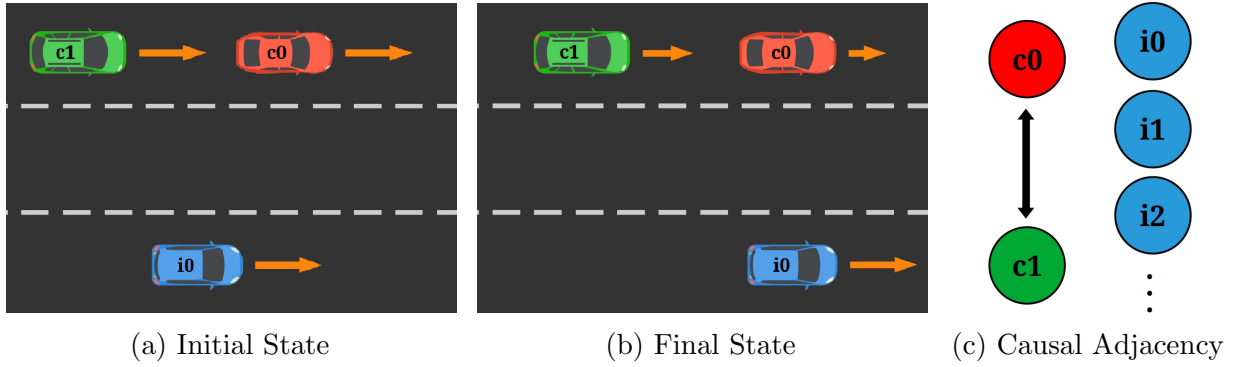 c1
c0
i0
c1
c0
i0
c0
c1
i0
i1
i2
(a) Initial State
(b) Final State
(c) Causal Adjacency